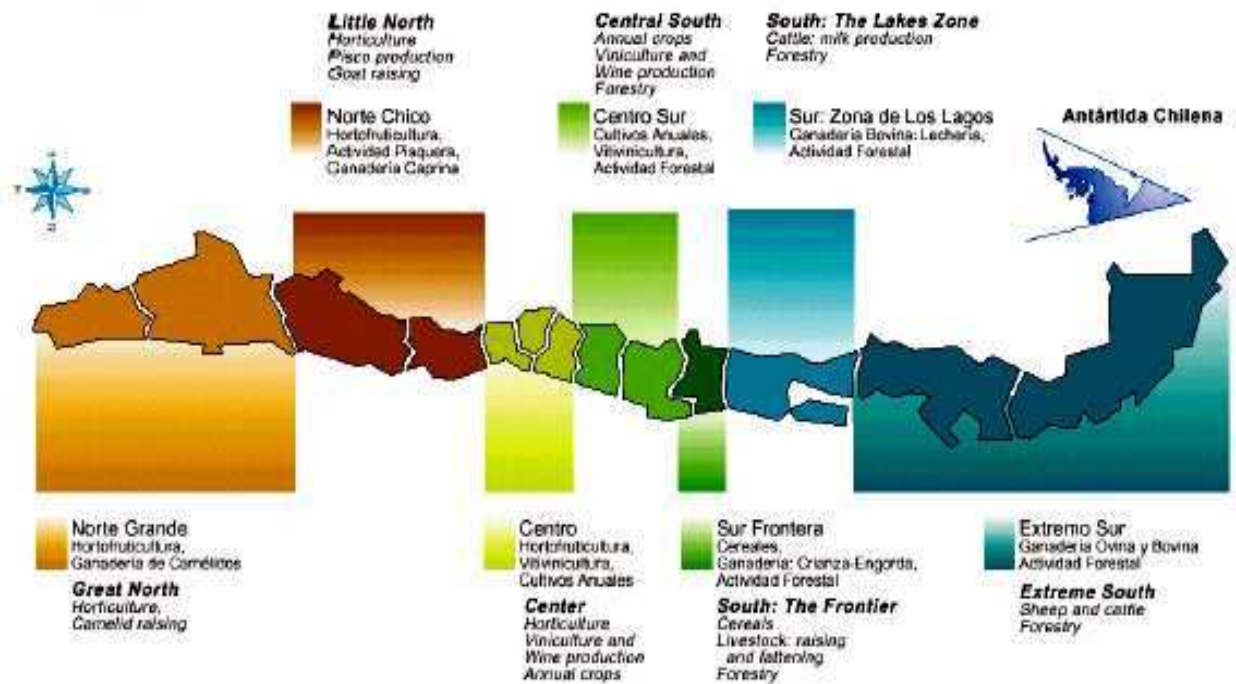 Little North
Horticulture
Pisco production
Goat raising
Norte Chico
Hortofruticultura,
Actividad Pisquera,
Ganadería Caprina
Central South
Annual crops
Viniculture and
Wine production
Forestry
Centro Sur
Cultivos Anuales,
Vitivinicultura,
Actividad Forestal
South: The Lakes Zone
Cattle: milk production
Forestry
Sur: Zona de Los Lagos
Ganadería Bovina: Lechería,
Actividad Forestal
Antártida Chilena
Norte Grande
Hortofruticultura,
Ganadería de Camélidos
Great North
Horticulture,
Camelid raising
Centro
Hortofruticultura,
Vitivinicultura,
Cultivos Anuales
Center
Horticulture
Viniculture and
Wine production
Annual crops
Sur Frontera
Cereales,
Ganadería: Crianza-Engorda,
Actividad Forestal
South: The Frontier
Cereals
Livestock: raising
and fattening
Forestry
Extremo Sur
Ganadería Ovina y Bovina
Actividad Forestal
Extreme South
Sheep and cattle
Forestry